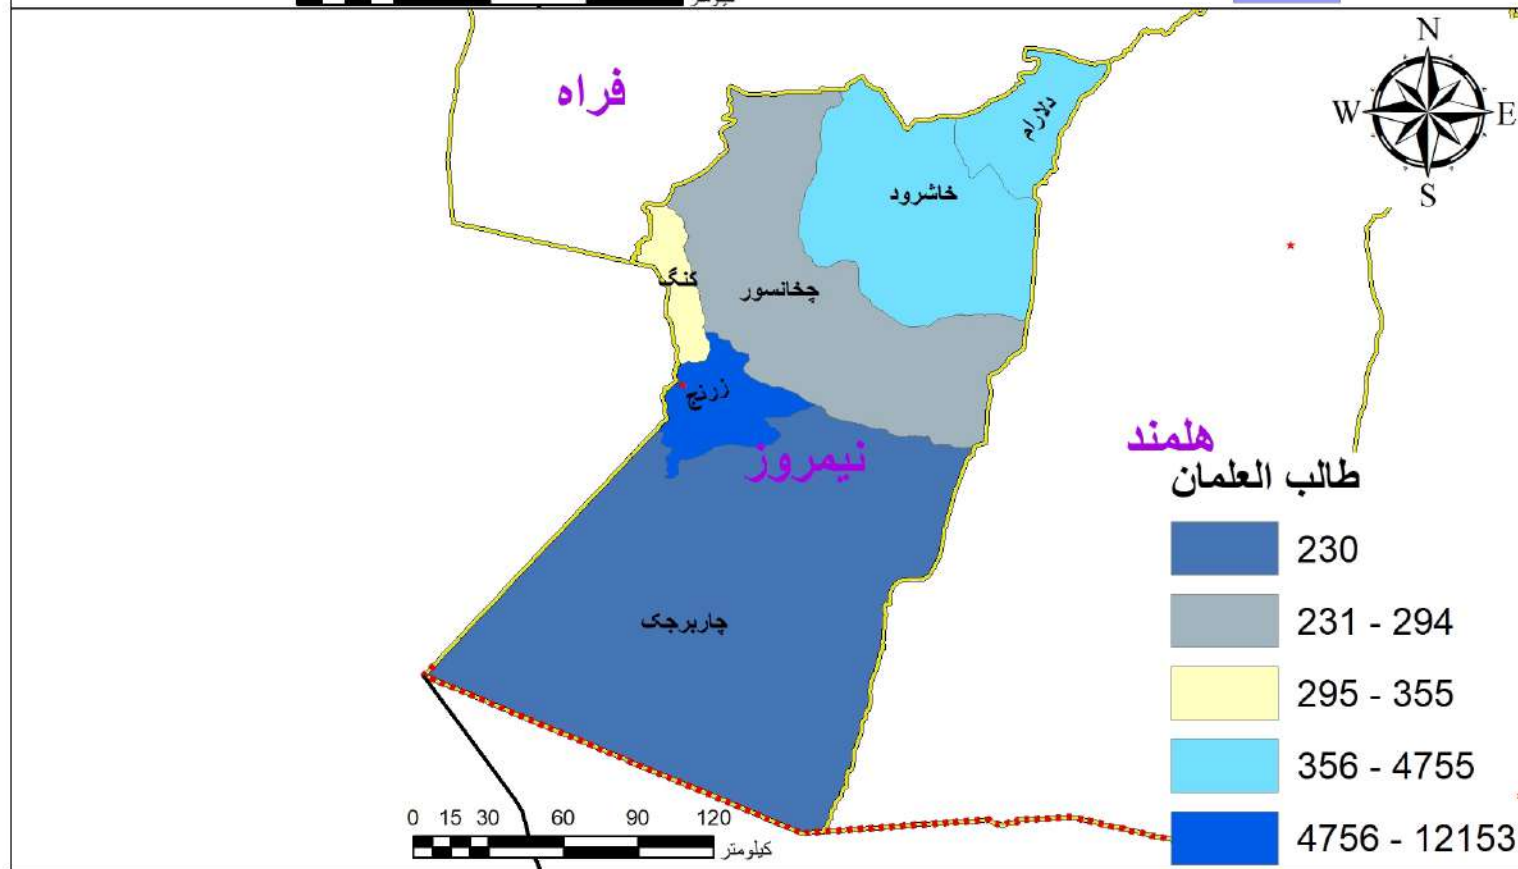 کیلومتر
N
فراه
دلارام
W
E
خاشرود
S
کنگ
چخانسور
زرنج
نیمروز
هلمند
طالب العلمان
230
231 - 294
295 - 355
356 - 4755
4756 - 12153
چاربرجک
0 15 30 60 90 120
کیلومتر